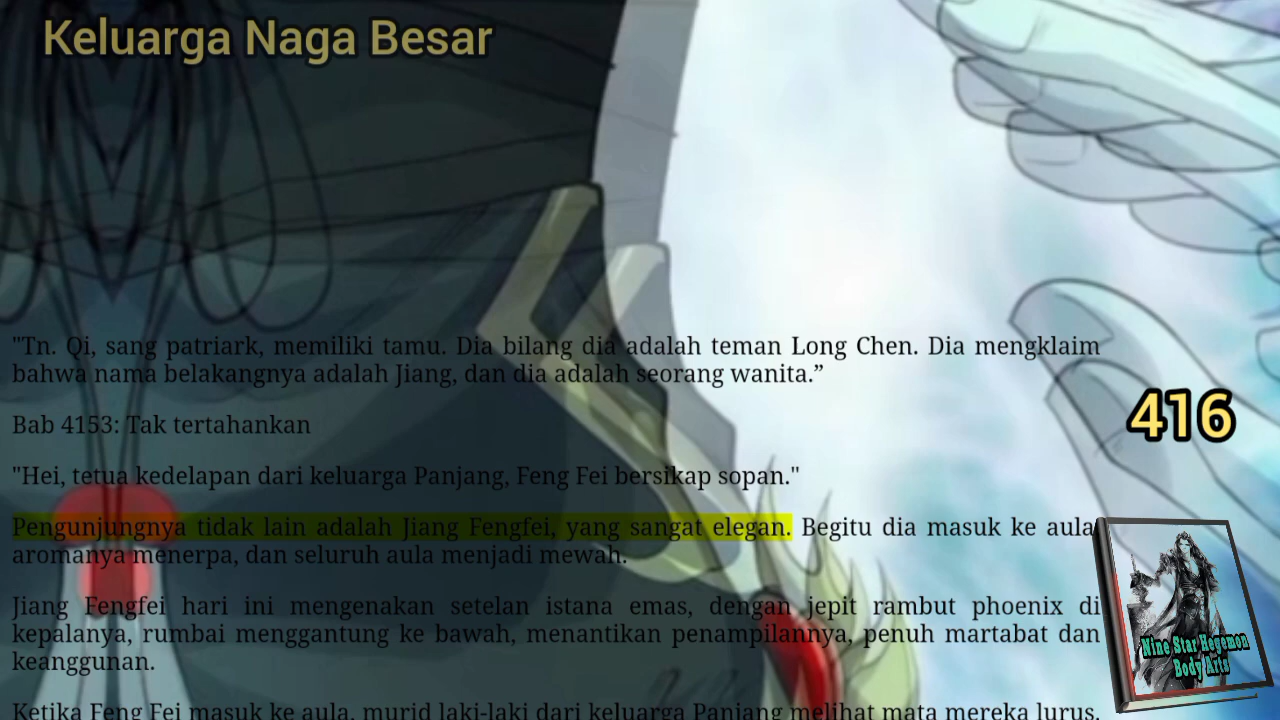 Keluarga Naga Besar
"Tn. Qi, sang patriark, memiliki tamu. Dia bilang dia adalah teman Long Chen. Dia mengklaim
bahwa nama belakangnya adalah Jiang, dan dia adalah seorang wanita.”
Bab 4153: Tak tertahankan
"Hei, tetua kedelapan dari keluarga Panjang, Feng Fei bersikap sopan."
416
Pengunjungnya tidak lain adalah Jiang Fengfei, yang sangat elegan. Begitu dia masuk ke aula,
aromanya menerpa, dan seluruh aula menjadi mewah.
Jiang Fengfei hari ini mengenakan setelan istana emas, dengan jepit rambut phoenix di
kepalanya, rumbai menggantung ke bawah, menantikan penampilannya, penuh martabat dan
keanggunan.
Nine Star Hegemon
Body Arts
Ketika Feng Fei masuk ke aula, murid laki-laki dari keluarga Panjang melihat mata mereka lurus,